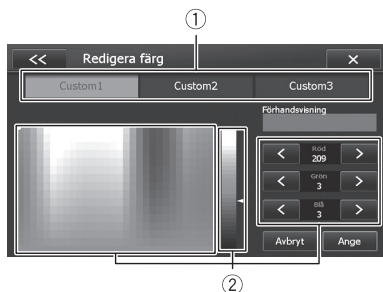 ①
<< Redigera färg ×
Custom1 Custom2 Custom3
Förhandsvisning
< Röd >
209
< Grön >
3
< Blå >
3
Avbryt Ange
②